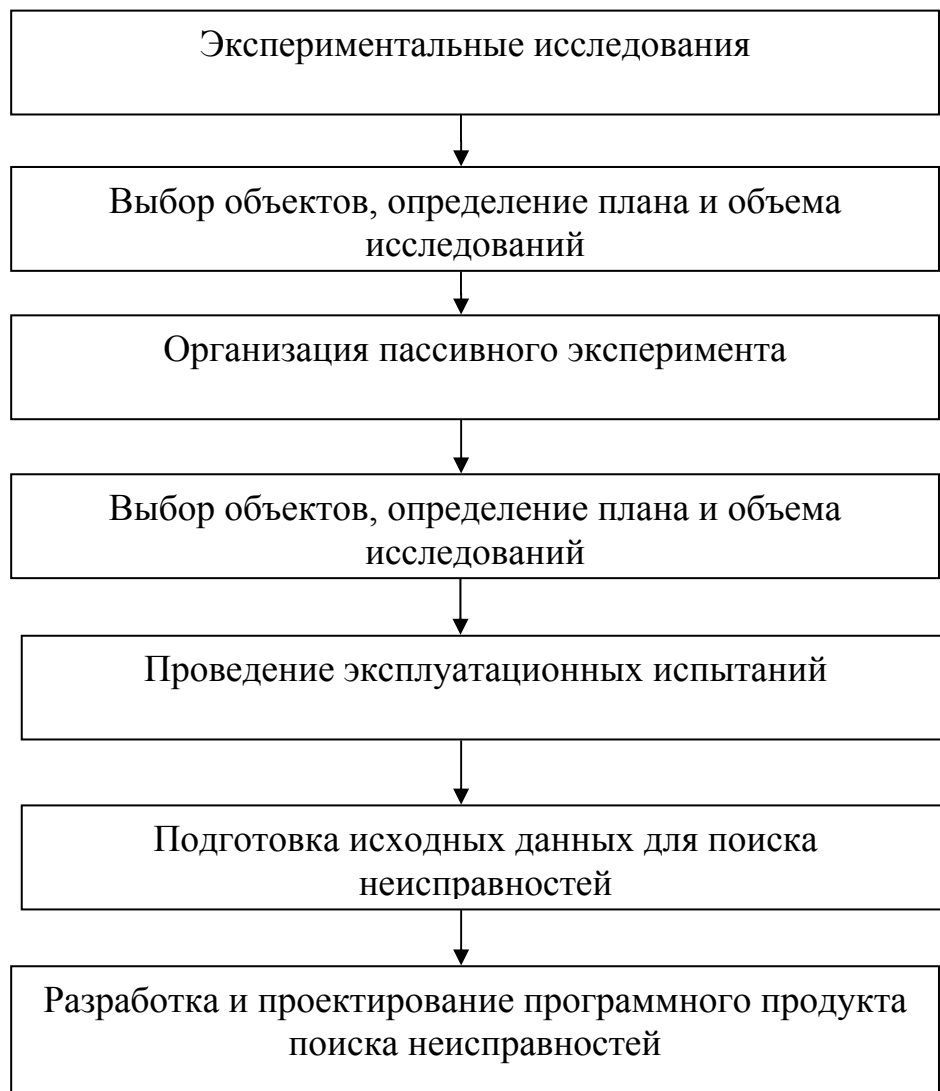 Экспериментальные исследования
Выбор объектов, определение плана и объема
исследований
Организация пассивного эксперимента
Выбор объектов, определение плана и объема
исследований
Проведение эксплуатационных испытаний
Подготовка исходных данных для поиска
неисправностей
Разработка и проектирование программного продукта
поиска неисправностей